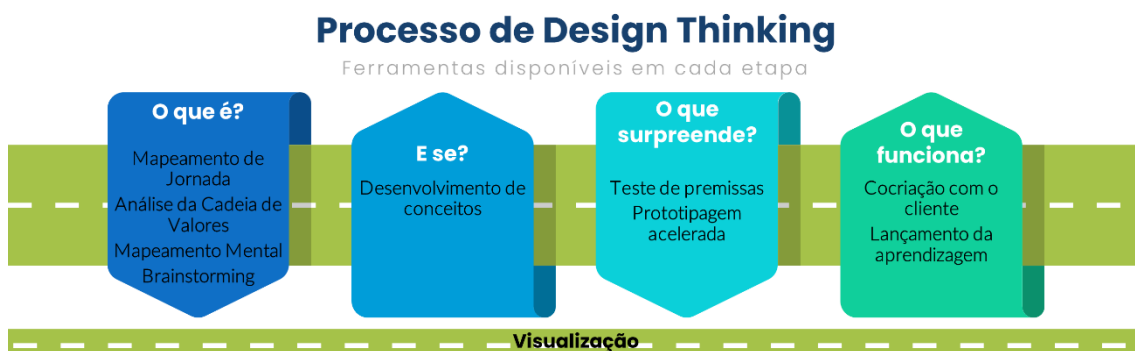 Processo de Design Thinking
Ferramentas disponíveis em cada etapa
O que é?
Mapeamento de
Jornada
Análise da Cadeia de
Valores
Mapeamento Mental
Brainstorming
E se?
Desenvolvimento de
conceitos
O que
surpreende?
Teste de premissas
Prototipagem
acelerada
O que
funciona?
Cocriação com o
cliente
Lançamento da
aprendizagem
Visualização